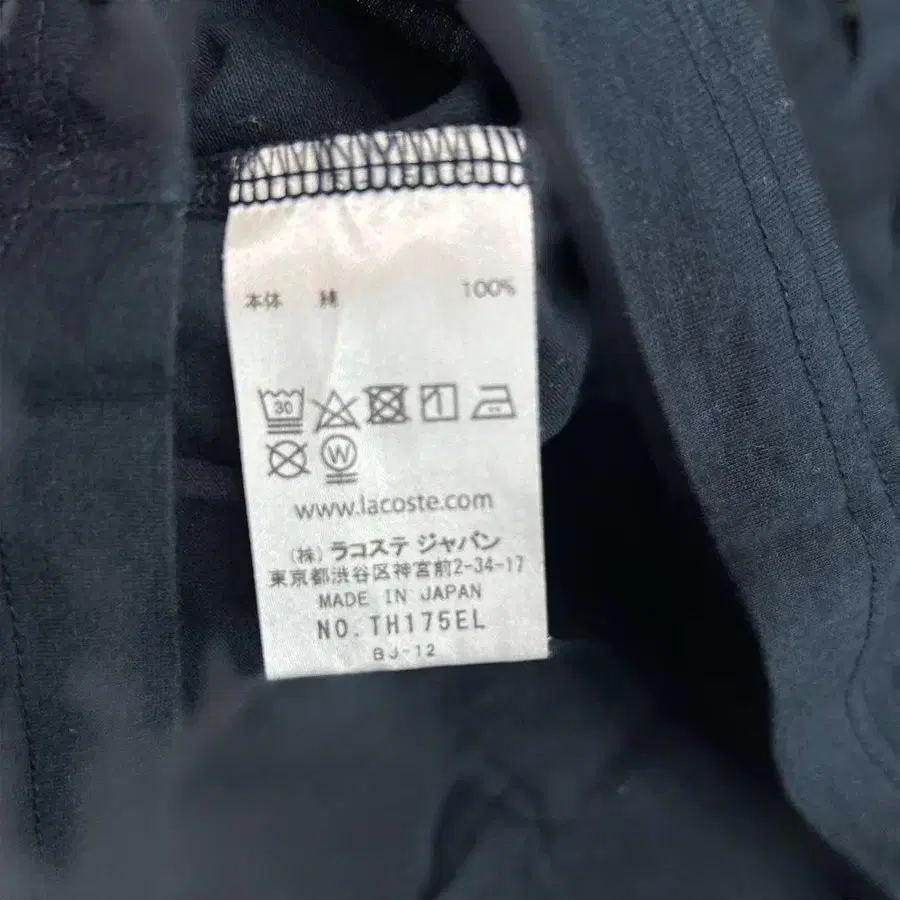 本体 綿 100%
30
W
www.lacoste.com
(株) ラコステ ジャパン
東京都渋谷区神宮前2-34-17
MADE IN JAPAN
NO. TH175EL
BJ-12